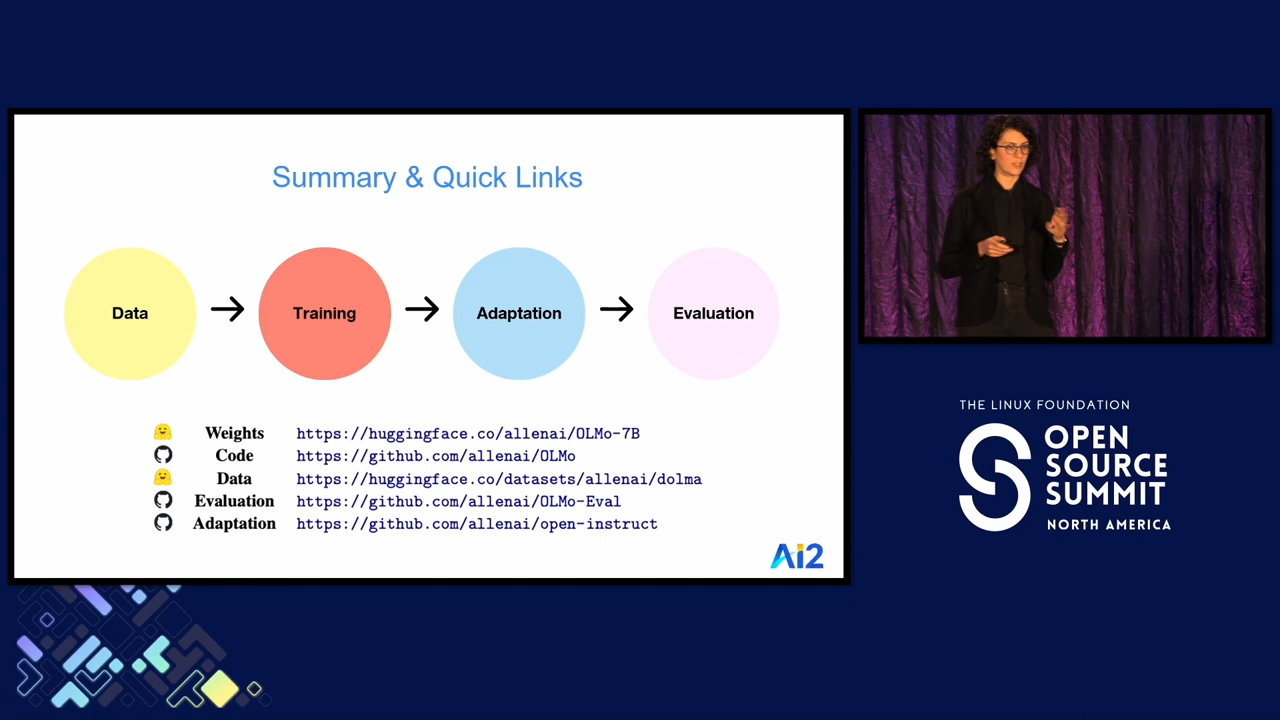 Summary & Quick Links
Data
Training
Adaptation
Evaluation
Weights https://huggingface.co/allenai/OLMo-7B
Code https://github.com/allenai/OLMo
Data https://huggingface.co/datasets/allenai/dolma
Evaluation https://github.com/allenai/OLMo-Eval
Adaptation https://github.com/allenai/open-instruct
Ai2
THE LINUX FOUNDATION
OPEN
SOURCE
SUMMIT
NORTH AMERICA